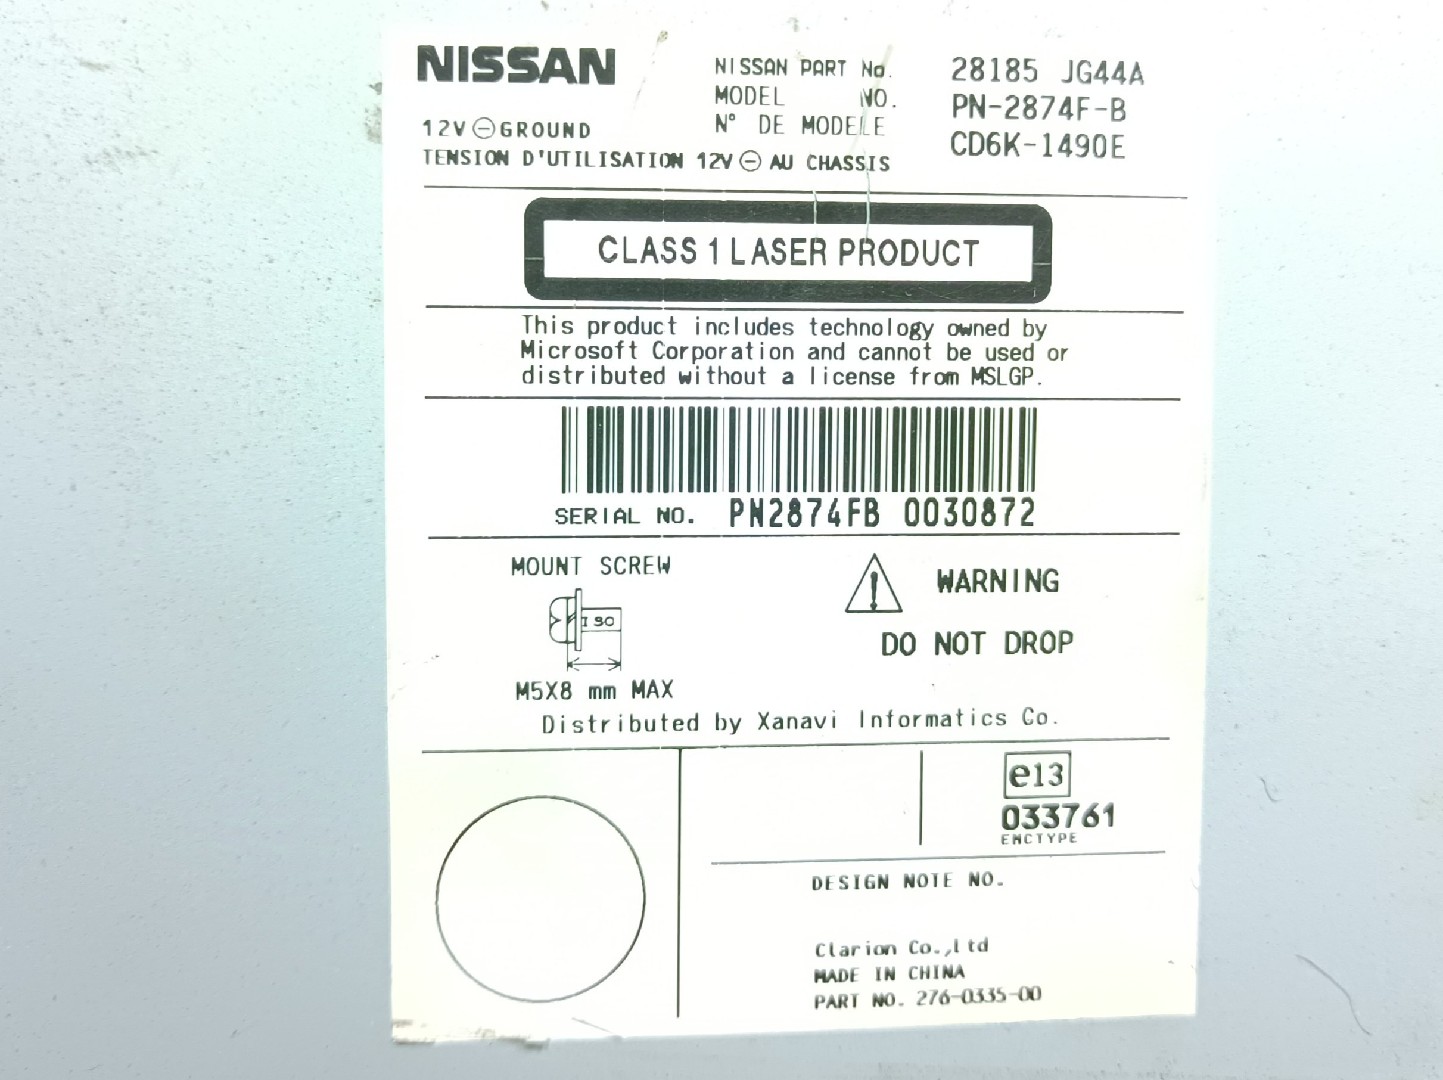 NISSAN
NISSAN PART No. 28185 JG44A
MODEL NO. PN-2874F-B
N° DE MODELE CD6K-1490E
12V ⊖ GROUND
TENSION D'UTILISATION 12V ⊖ AU CHASSIS
CLASS 1 LASER PRODUCT
This product includes technology owned by
Microsoft Corporation and cannot be used or
distributed without a license from MSLGP.
SERIAL NO. PN2874FB 0030872
MOUNT SCREW
ISO
M5X8 mm MAX
WARNING
DO NOT DROP
Distributed by Xanavi Informatics Co.
e13
033761
EMCTYPE
DESIGN NOTE NO.
Clarion Co.,Ltd
MADE IN CHINA
PART NO. 276-0335-00